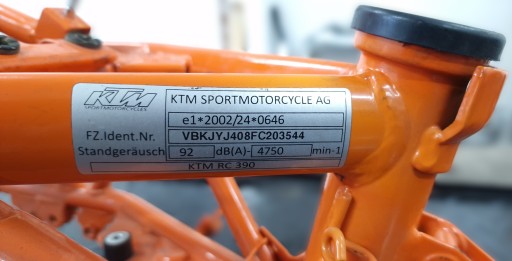 KTM
SPORTMOTORCYCLES
KTM SPORTMOTORCYCLE AG
e1*2002/24*0646
FZ.Ident.Nr. VBKJYJ408FC203544
Standgeräusch 92 dB(A)- 4750 min-1
KTM RC 390